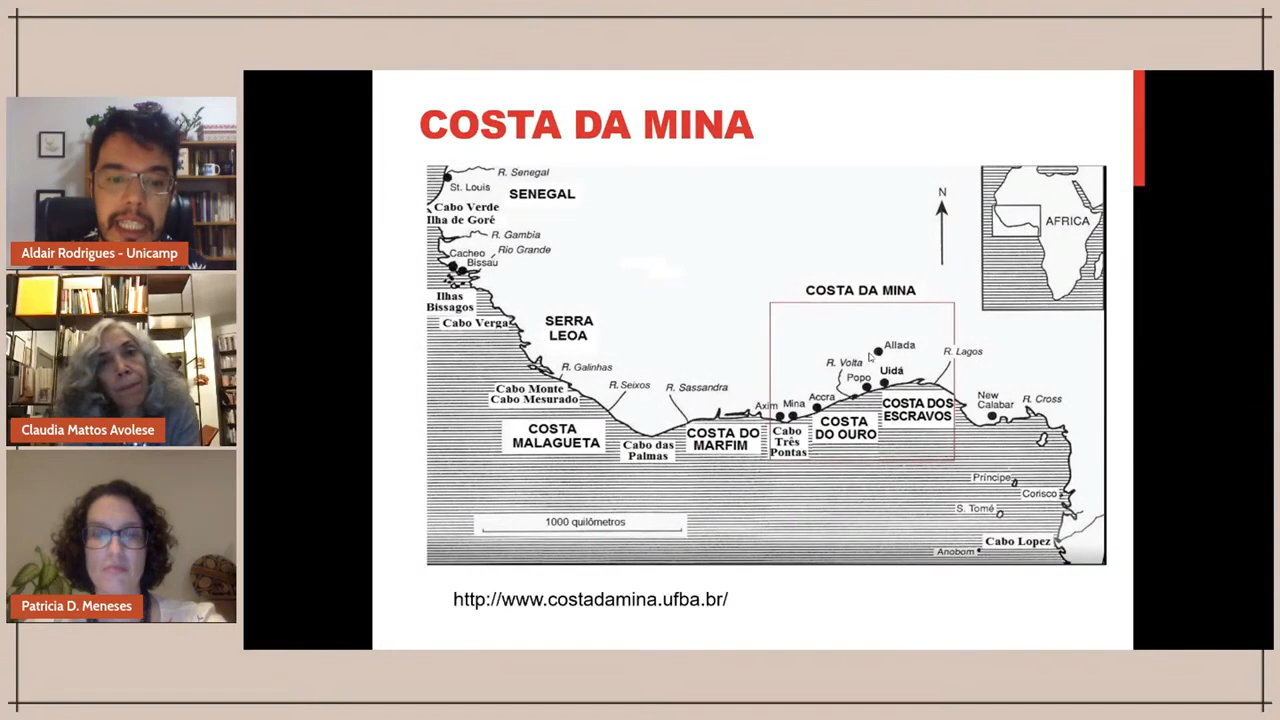 Aldair Rodrigues - Unicamp
Claudia Mattos Avolese
Patricia D. Meneses
COSTA DA MINA
R. Senegal
St. Louis
SENEGAL
Cabo Verde
Ilha de Goré
R. Gambia
Rio Grande
Cacheo
Bissau
Ilhas
Bissagos
Cabo Verga
SERRA
LEOA
R. Galinhas
Cabo Monte
Cabo Mesurado
R. Seixos
R. Sassandra
COSTA
MALAGUETA
Cabo das
Palmas
COSTA DO
MARFIM
N
AFRICA
COSTA DA MINA
Allada
R. Volta
R. Lagos
Popo
Uidá
Axim
Mina
Accra
Cabo
Três
Pontas
COSTA
DO OURO
COSTA DOS
ESCRAVOS
New
Calabar
R. Cross
Príncipe
Corisco
S. Tomé
Cabo Lopez
Anobom
1000 quilômetros
http://www.costadamina.ufba.br/